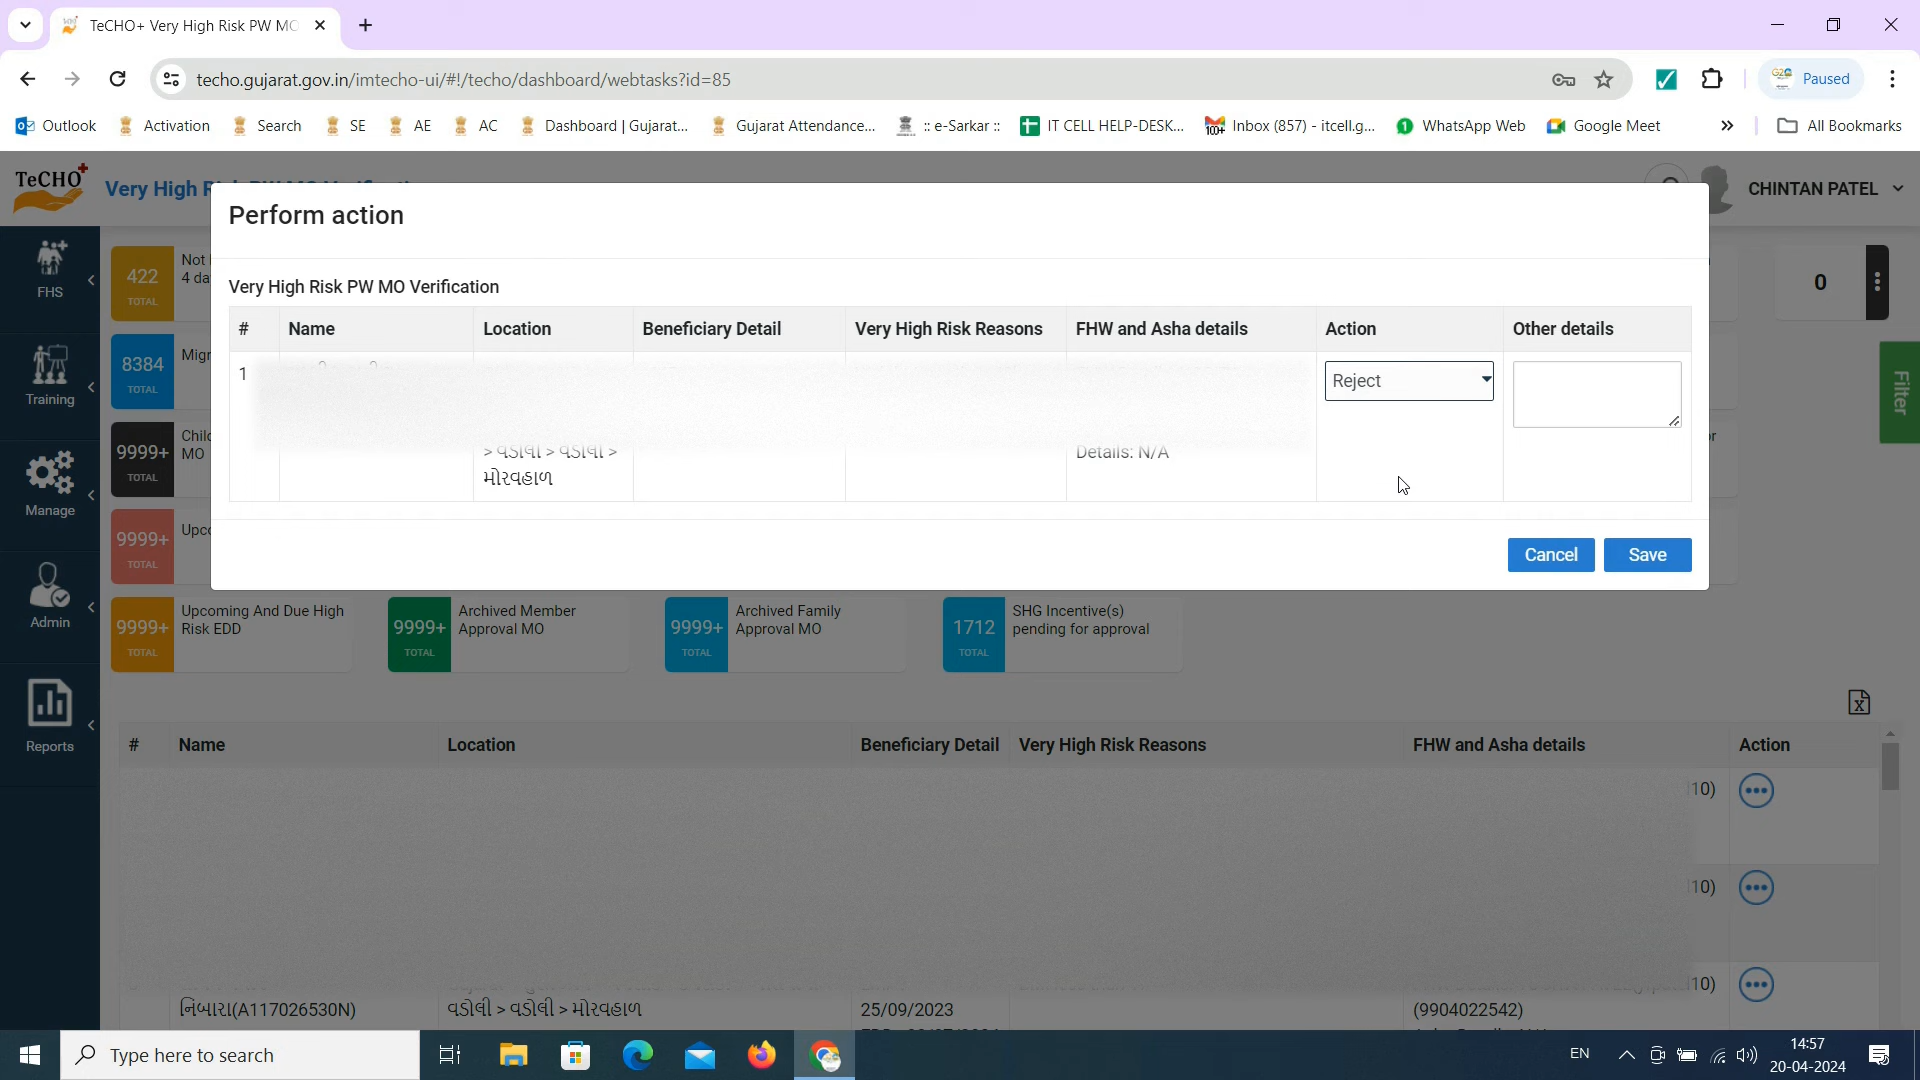 TeCHO+ Very High Risk PW MO
techo.gujarat.gov.in/imtecho-ui/#!/techo/dashboard/webtasks?id=85
Paused
Outlook
Activation
Search
SE
AE
AC
Dashboard | Gujarat...
Gujarat Attendance...
:: e-Sarkar ::
IT CELL HELP-DESK...
100+
Inbox (857) - itcell.g...
1
WhatsApp Web
Google Meet
»
All Bookmarks
TeCHO+
Very High
CHINTAN PATEL
Perform action
Very High Risk PW MO Verification
# Name Location Beneficiary Detail Very High Risk Reasons FHW and Asha details Action Other details
1
Reject
> વડોલી > વડોલી >
મોરવહાળ
Details: N/A
Cancel
Save
FHS
Training
Manage
Admin
Reports
422
TOTAL
Not
8384
TOTAL
9999+
TOTAL
MO
9999+
TOTAL
9999+
TOTAL
Upcoming And Due High
Risk EDD
9999+
TOTAL
Archived Member
Approval MO
9999+
TOTAL
Archived Family
Approval MO
1712
TOTAL
SHG Incentive(s)
pending for approval
0
Filter
# Name Location Beneficiary Detail Very High Risk Reasons FHW and Asha details Action
10)
10)
10)
નિબારા(A117026530N)
વડોલી > વડોલી > મોરવહાળ
25/09/2023
(9904022542)
Type here to search
EN
14:57
20-04-2024